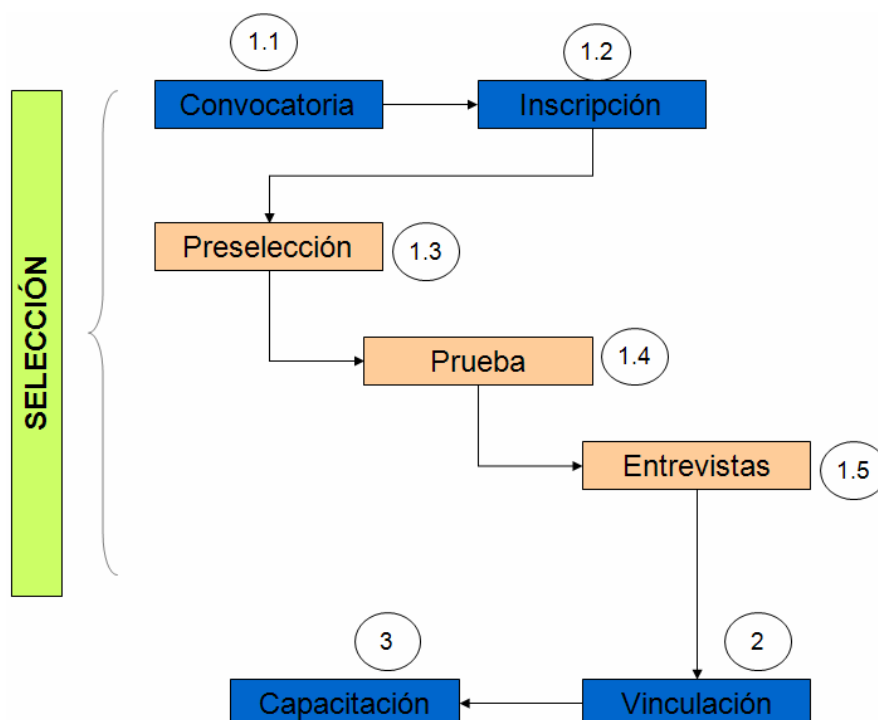 1.1
1.2
Convocatoria
Inscripción
SELECCIÓN
Preselección
1.3
Prueba
1.4
Entrevistas
1.5
3
2
Capacitación
Vinculación